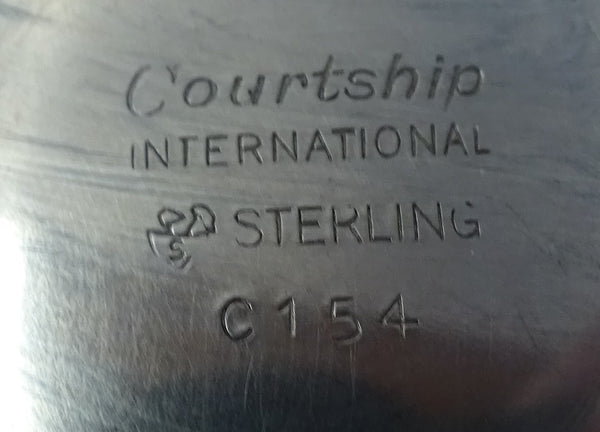 Courtship
INTERNATIONAL
S STERLING
C154